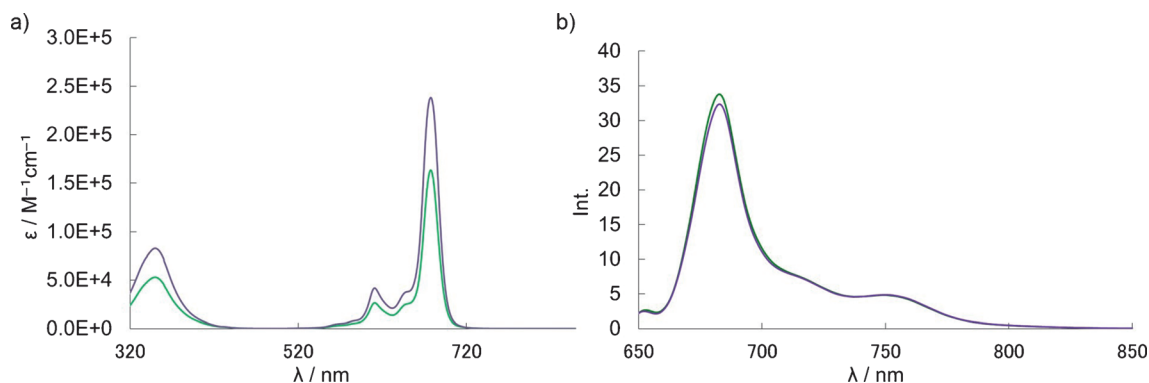 a)
3.0E+5
2.5E+5
2.0E+5
1.5E+5
1.0E+5
5.0E+4
0.0E+0
ε / M⁻¹cm⁻¹
320 520 720
λ / nm
b)
40
35
30
25
20
15
10
5
0
Int.
650 700 750 800 850
λ / nm